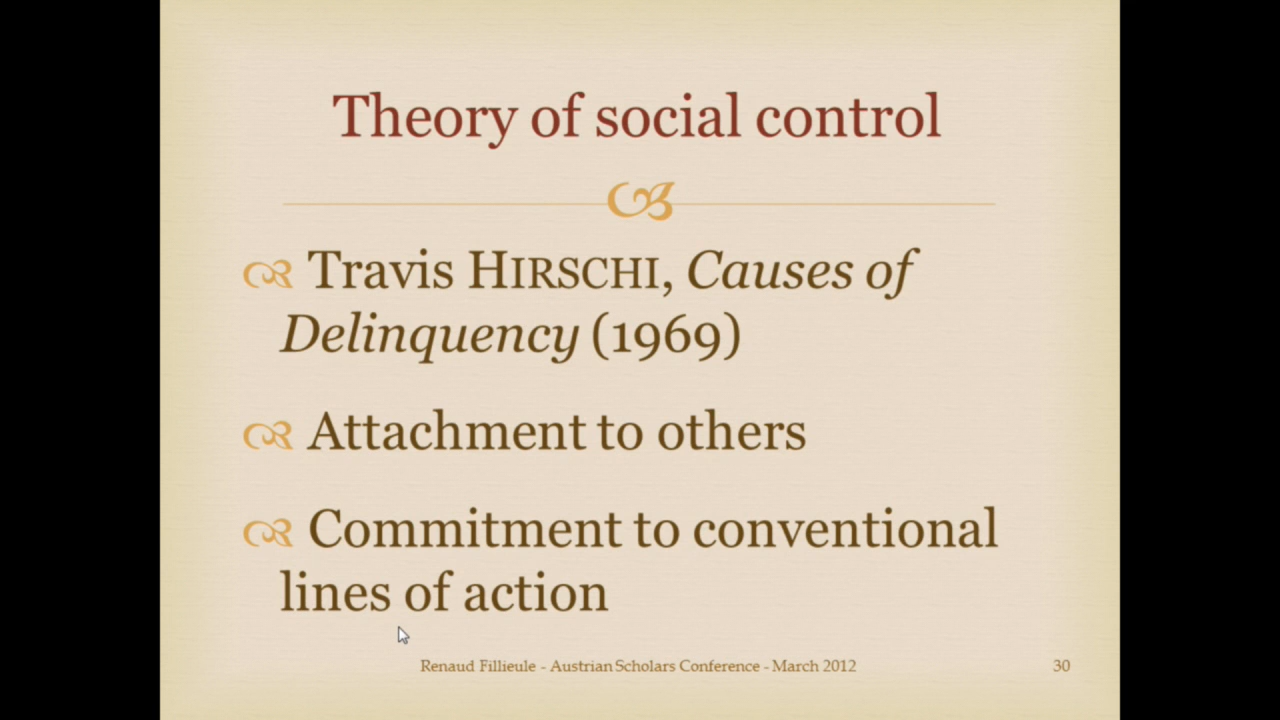 Theory of social control
Travis HIRSCHI, Causes of
Delinquency (1969)
Attachment to others
Commitment to conventional
lines of action
Renaud Fillieule - Austrian Scholars Conference - March 2012 30